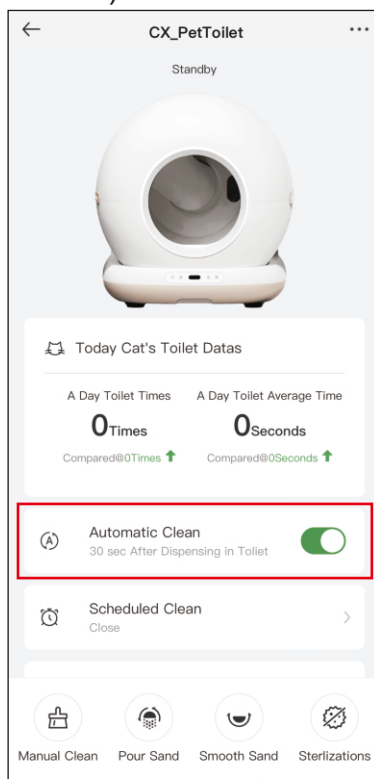 CX_PetToilet
Standby
Today Cat's Toilet Datas
A Day Toilet Times A Day Toilet Average Time
0Times 0Seconds
Compared@0Times Compared@0Seconds
Automatic Clean
30 sec After Dispensing in Toliet
Scheduled Clean
Close
Manual Clean Pour Sand Smooth Sand Sterlizations